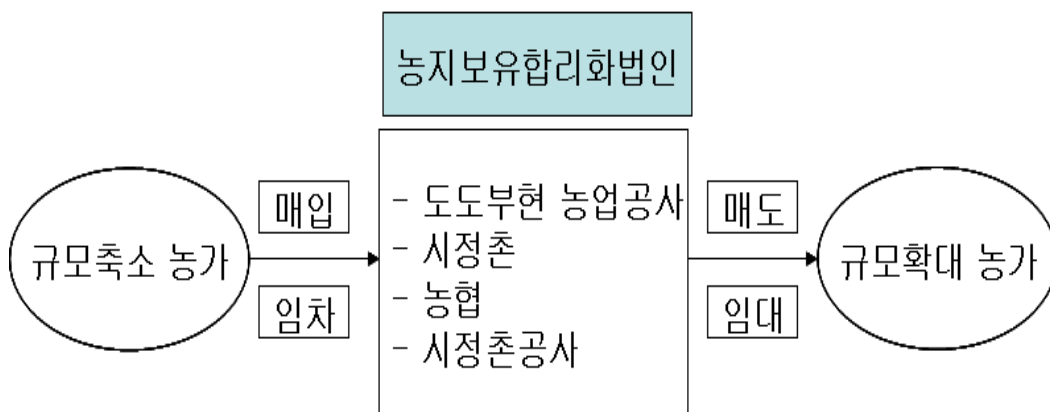 농지보유합리화법인
규모축소 농가
매입
임차
- 도도부현 농업공사
- 시정촌
- 농협
- 시정촌공사
매도
임대
규모확대 농가